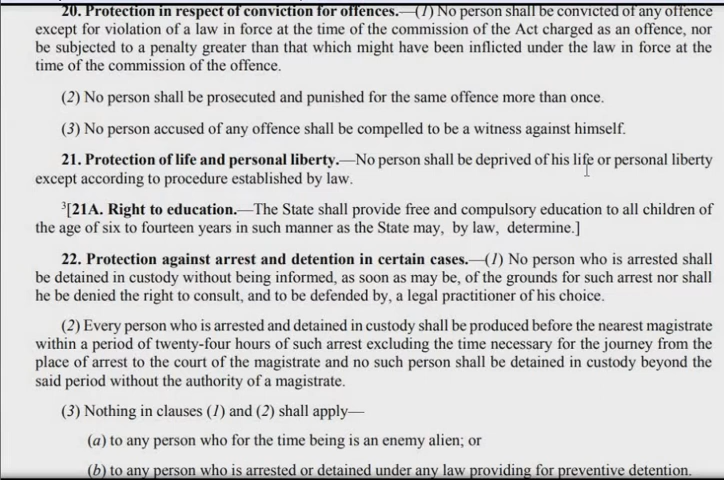 20. Protection in respect of conviction for offences.—(1) No person shall be convicted of any offence
except for violation of a law in force at the time of the commission of the Act charged as an offence, nor
be subjected to a penalty greater than that which might have been inflicted under the law in force at the
time of the commission of the offence.
(2) No person shall be prosecuted and punished for the same offence more than once.
(3) No person accused of any offence shall be compelled to be a witness against himself.
21. Protection of life and personal liberty.—No person shall be deprived of his life or personal liberty
except according to procedure established by law.
3[21A. Right to education.—The State shall provide free and compulsory education to all children of
the age of six to fourteen years in such manner as the State may, by law, determine.]
22. Protection against arrest and detention in certain cases.—(1) No person who is arrested shall
be detained in custody without being informed, as soon as may be, of the grounds for such arrest nor shall
he be denied the right to consult, and to be defended by, a legal practitioner of his choice.
(2) Every person who is arrested and detained in custody shall be produced before the nearest magistrate
within a period of twenty-four hours of such arrest excluding the time necessary for the journey from the
place of arrest to the court of the magistrate and no such person shall be detained in custody beyond the
said period without the authority of a magistrate.
(3) Nothing in clauses (1) and (2) shall apply—
(a) to any person who for the time being is an enemy alien; or
(b) to any person who is arrested or detained under any law providing for preventive detention.